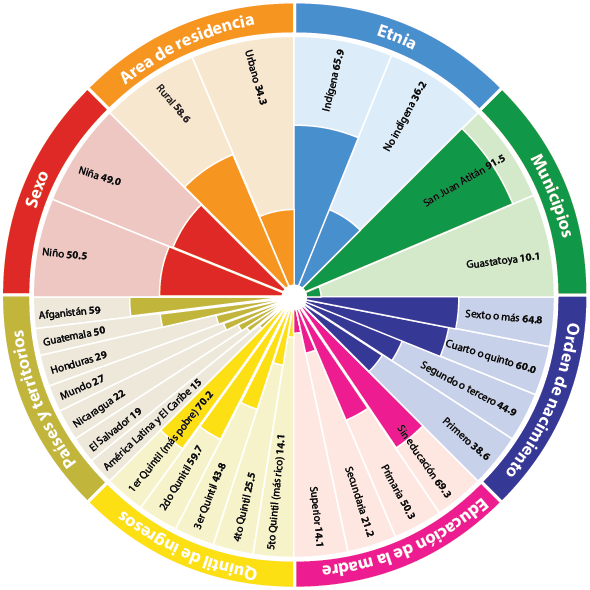 Etnia
Indígena 65.9
No indígena 36.2
Municipios
San Juan Atitán 91.5
Guastatoya 10.1
Orden de nacimiento
Sexto o más 64.8
Cuarto o quinto 60.0
Segundo o tercero 44.9
Primero 38.6
Educación de la madre
Sin educación 69.3
Primaria 50.3
Secundaria 21.2
Superior 14.1
Quintil de ingresos
5to Quintil (más rico) 14.1
4to Quintil 25.5
3er Quintil 43.8
2do Qunitil 59.7
1er Quintil (más pobre) 70.2
Países y territorios
América Latina y El Caribe 15
El Salvador 19
Nicaragua 22
Mundo 27
Honduras 29
Guatemala 50
Afganistán 59
Sexo
Niño 50.5
Niña 49.0
Area de residencia
Rural 58.6
Urbano 34.3